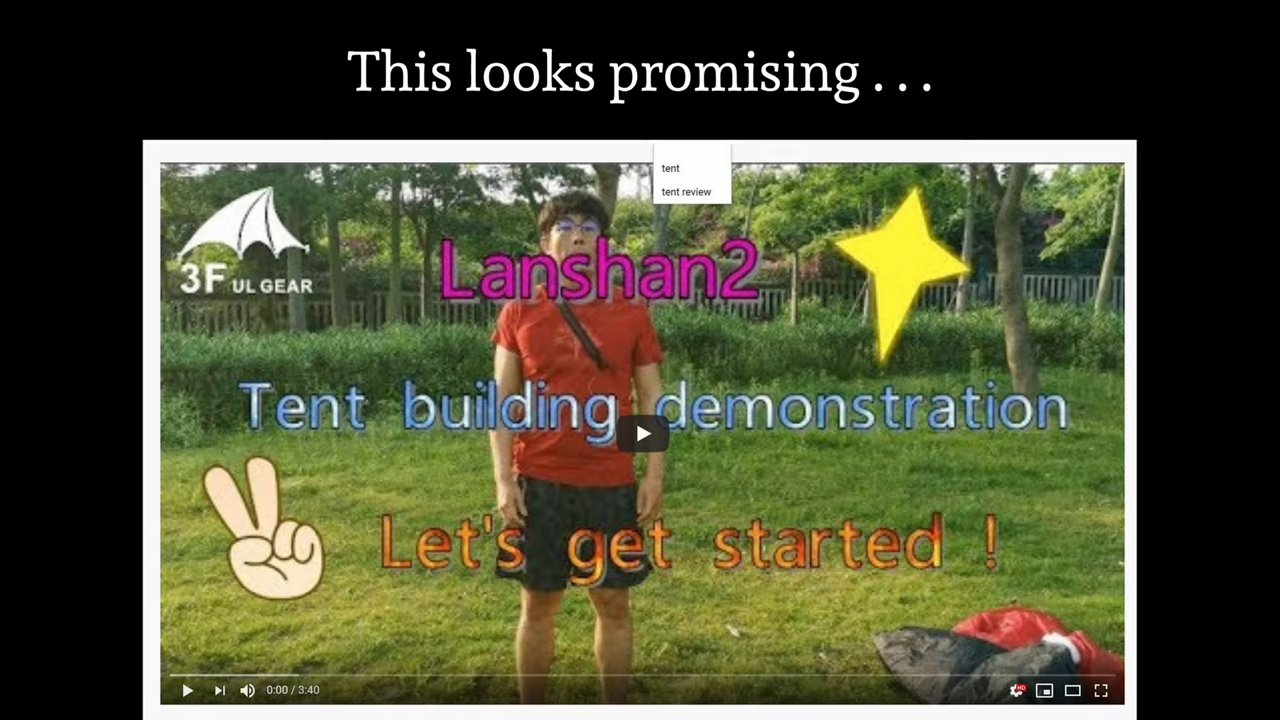 This looks promising . . .
tent
tent review
3F UL GEAR
Lanshan2
Tent building demonstration
Let's get started !
0:00 / 3:40
HD